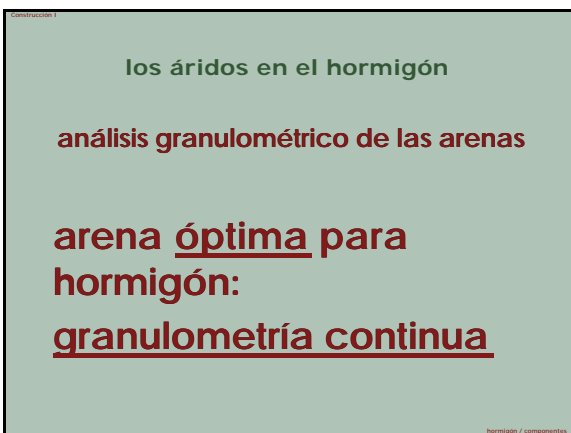 Construcción I
los áridos en el hormigón
análisis granulométrico de las arenas
arena óptima para
hormigón:
granulometría continua
hormigón / componentes